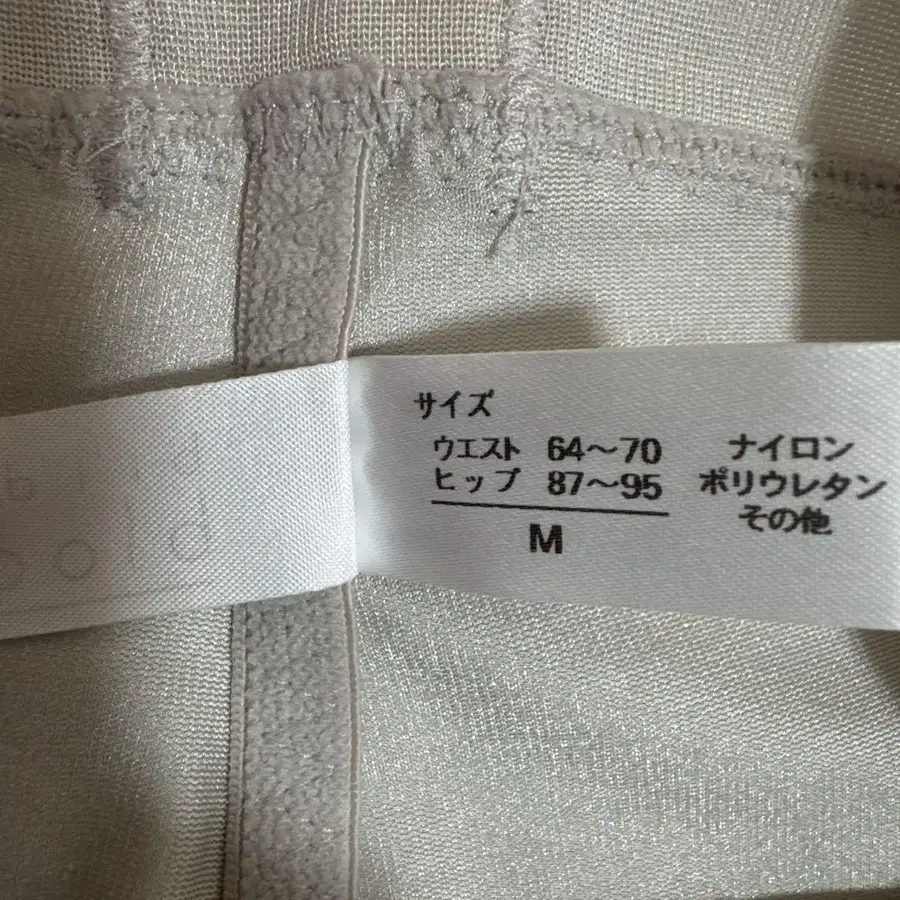 サイズ
ウエスト 64～70
ヒップ 87～95
M
ナイロン
ポリウレタン
その他